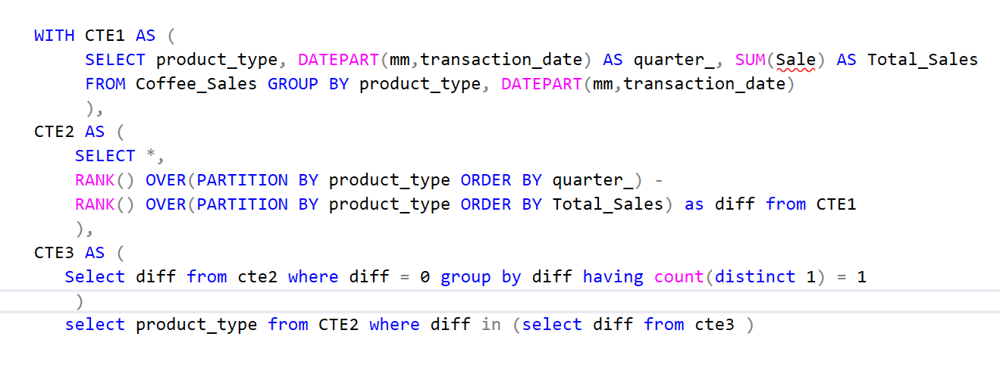 WITH CTE1 AS (
SELECT product_type, DATEPART(mm,transaction_date) AS quarter_, SUM(Sale) AS Total_Sales
FROM Coffee_Sales GROUP BY product_type, DATEPART(mm,transaction_date)
),
CTE2 AS (
SELECT *,
RANK() OVER(PARTITION BY product_type ORDER BY quarter_) -
RANK() OVER(PARTITION BY product_type ORDER BY Total_Sales) as diff from CTE1
),
CTE3 AS (
Select diff from cte2 where diff = 0 group by diff having count(distinct 1) = 1
)
select product_type from CTE2 where diff in (select diff from cte3 )